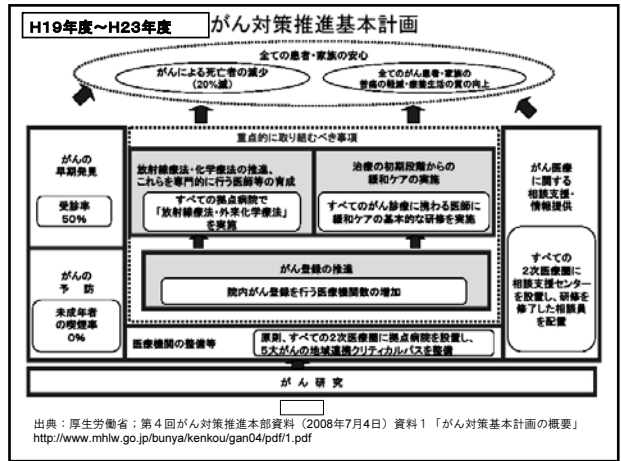 H19年度～H23年度
がん対策推進基本計画
全ての患者・家族の安心
がんによる死亡者の減少
(20%減)
全てのがん患者・家族の
苦痛の軽減・療養生活の質の向上
重点的に取り組むべき事項
がんの
早期発見
受診率
50%
がんの
予 防
未成年者
の喫煙率
0%
放射線療法・化学療法の推進、
これらを専門的に行う医師等の育成
すべての拠点病院で
「放射線療法・外来化学療法」
を実施
治療の初期段階からの
緩和ケアの実施
すべてのがん診療に携わる医師に
緩和ケアの基本的な研修を実施
がん登録の推進
院内がん登録を行う医療機関数の増加
医療機関の整備等
原則、すべての2次医療圏に拠点病院を設置し、
5大がんの地域連携クリティカルパスを整備
がん医療
に関する
相談支援・
情報提供
すべての
2次医療圏に
相談支援センター
を設置し、研修を
修了した相談員
を配置
が ん 研 究
出典：厚生労働省；第４回がん対策推進本部資料（2008年7月4日）資料１「がん対策基本計画の概要」
http://www.mhlw.go.jp/bunya/kenkou/gan04/pdf/1.pdf